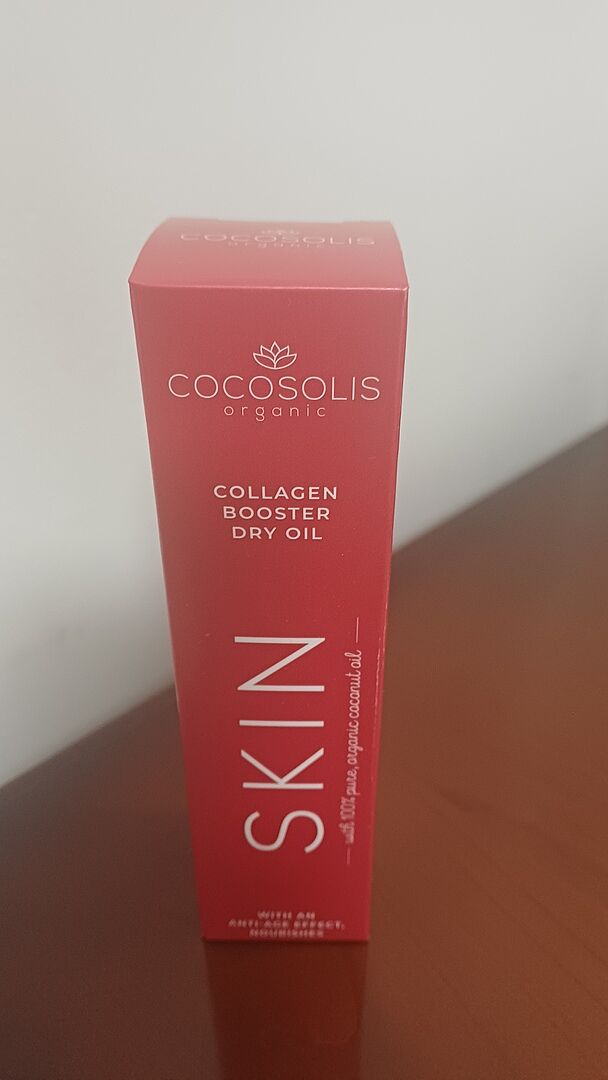 COCOSOLIS
organic
COCOSOLIS
organic
COLLAGEN
BOOSTER
DRY OIL
SKIN
with 100% pure, organic coconut oil
WITH AN
ANTI-AGE EFFECT,
NOURISHES